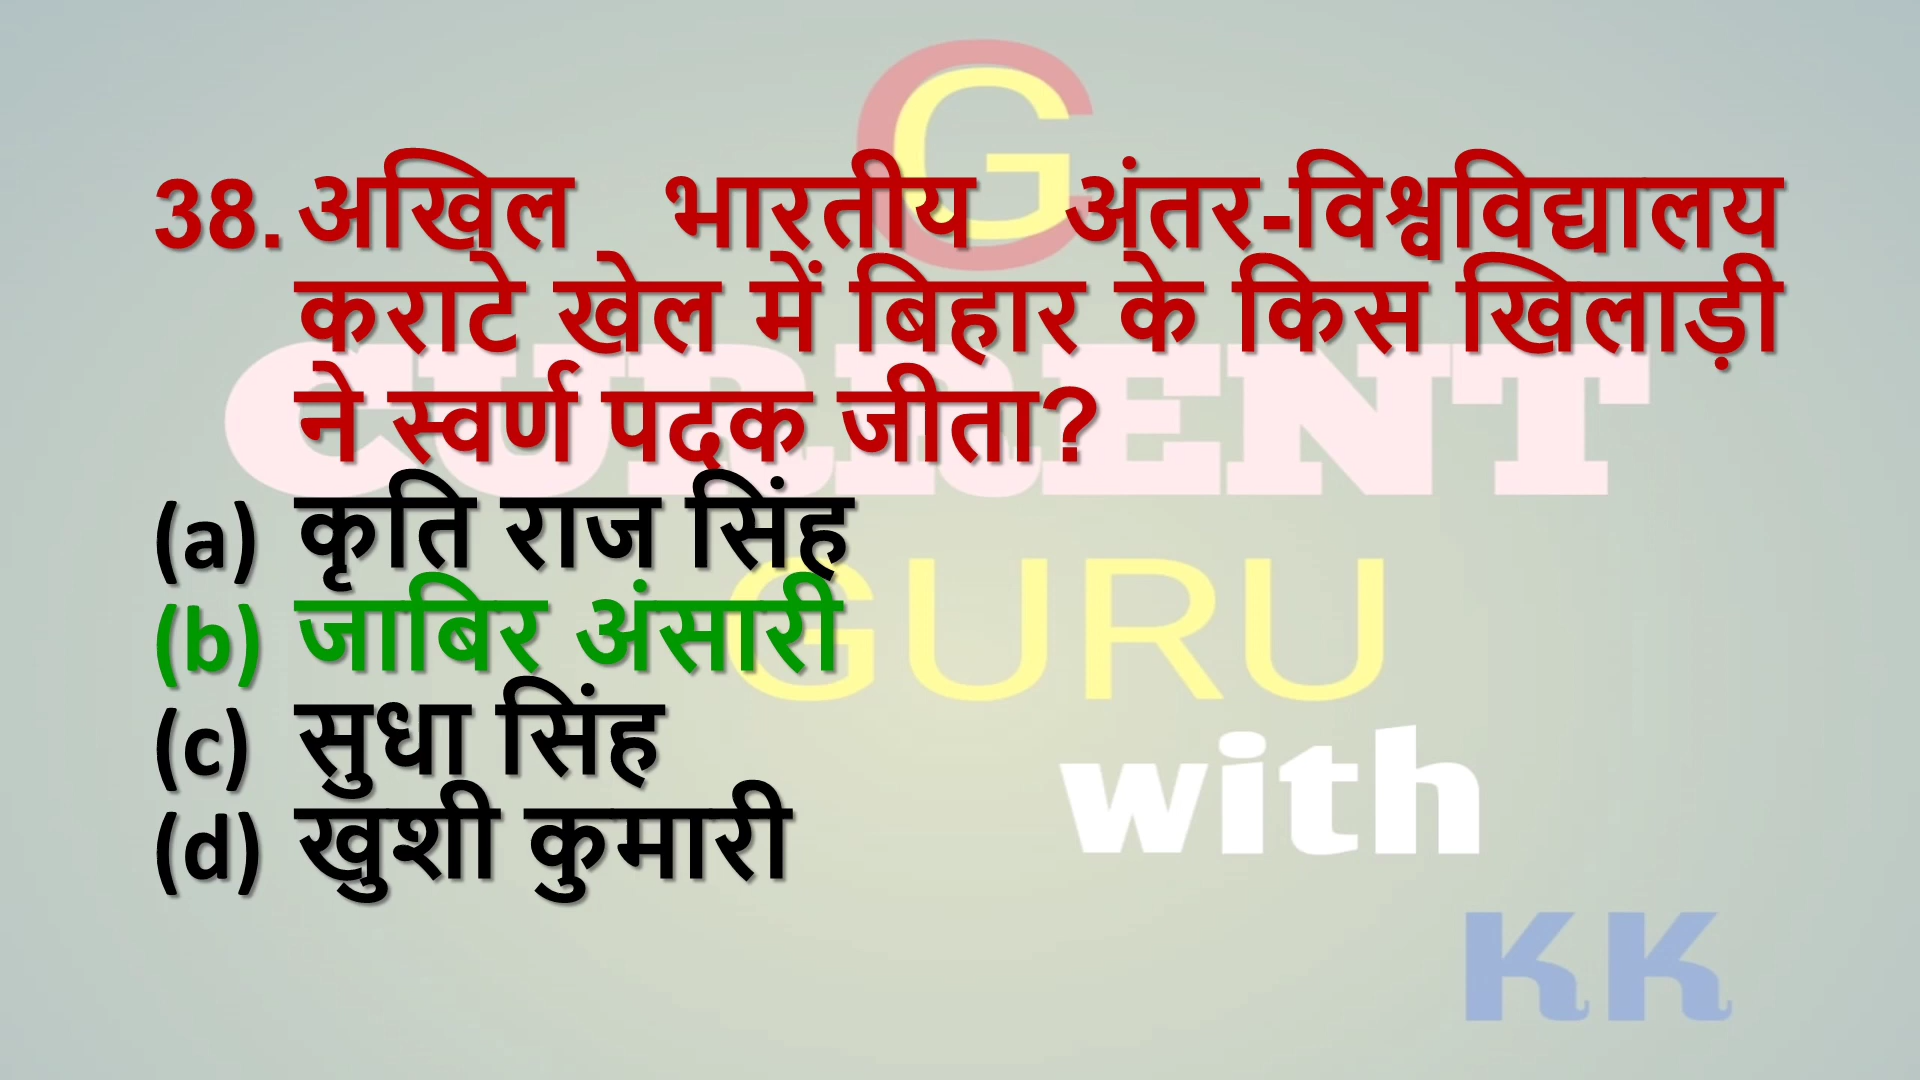 G
38. अखिल भारतीय अंतर-विश्वविद्यालय
कराटे खेल में बिहार के किस खिलाड़ी
ने स्वर्ण पदक जीता?
CURRENT
(a) कृति राज सिंह
(b) जाबिर अंसारी
GURU
(c) सुधा सिंह
with
(d) खुशी कुमारी
KK